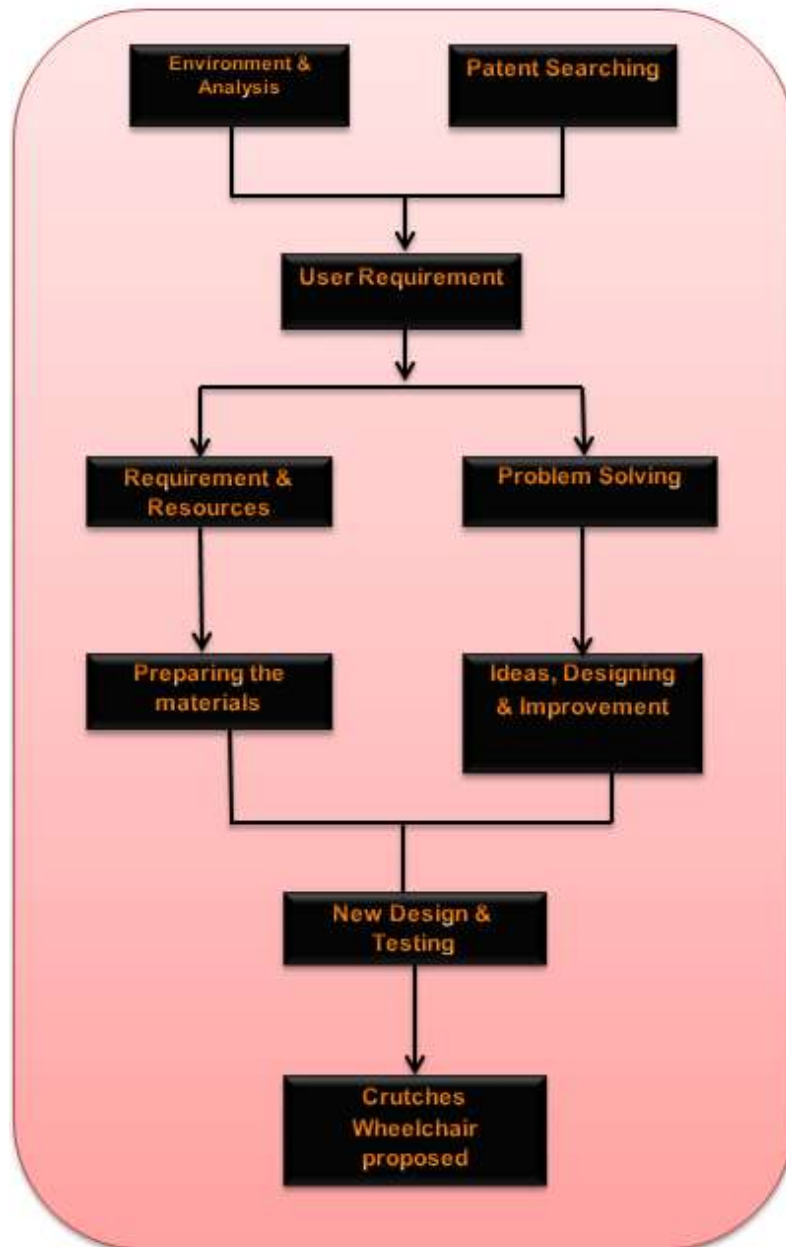 Environment &
Analysis
Patent Searching
User Requirement
Requirement &
Resources
Problem Solving
Preparing the
materials
Ideas, Designing
& Improvement
New Design &
Testing
Crutches
Wheelchair
proposed